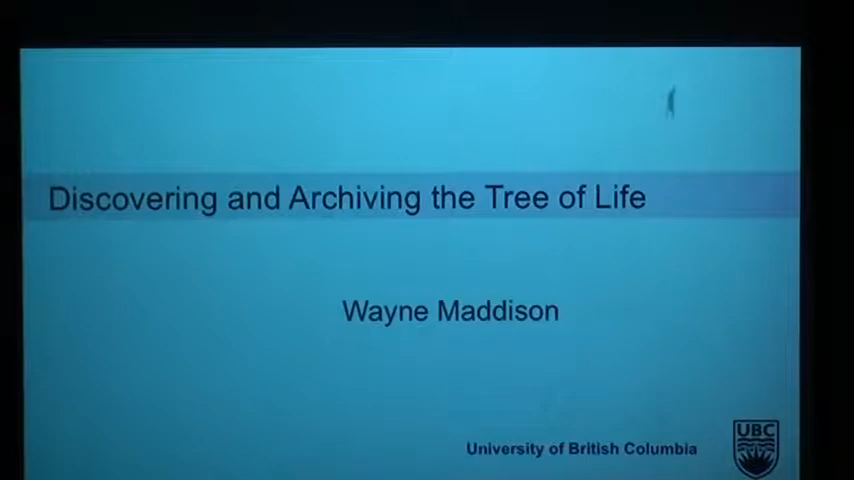 Discovering and Archiving the Tree of Life
Wayne Maddison
University of British Columbia
UBC